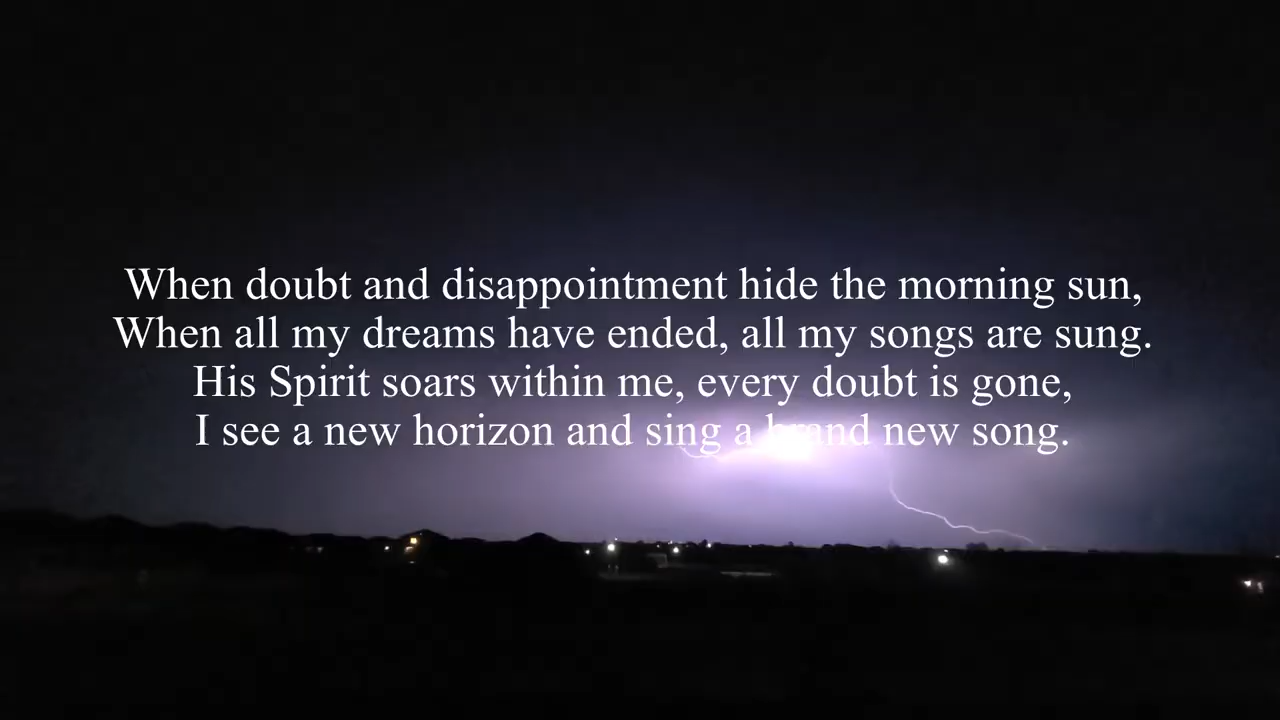 When doubt and disappointment hide the morning sun,
When all my dreams have ended, all my songs are sung.
His Spirit soars within me, every doubt is gone,
I see a new horizon and sing a brand new song.